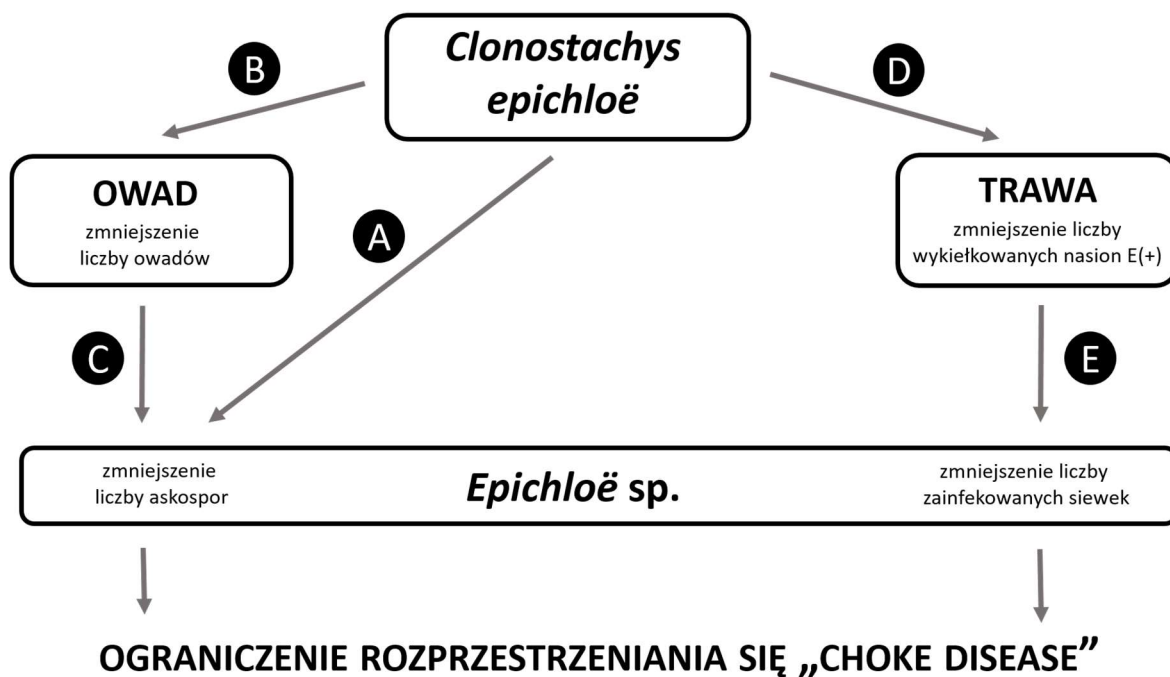 Clonostachys
epichloë
B
D
OWAD
zmniejszenie
liczby owadów
A
TRAWA
zmniejszenie liczby
wykiełkowanych nasion E(+)
C
E
zmniejszenie
liczby askospor
Epichloë sp.
zmniejszenie liczby
zainfekowanych siewek
OGRANICZENIE ROZPRZESTRZENIANIA SIĘ „CHOKE DISEASE”